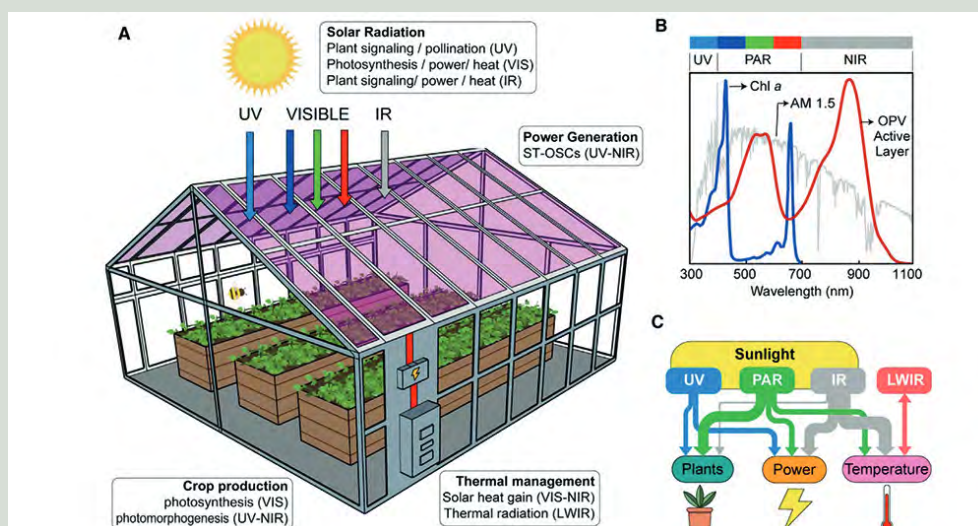 A
Solar Radiation
Plant signaling / pollination (UV)
Photosynthesis / power/ heat (VIS)
Plant signaling/ power / heat (IR)
UV VISIBLE IR
Power Generation
ST-OSCs (UV-NIR)
Crop production
photosynthesis (VIS)
photomorphogenesis (UV-NIR)
Thermal management
Solar heat gain (VIS-NIR)
Thermal radiation (LWIR)
B
UV PAR NIR
Chl a
AM 1.5
OPV
Active
Layer
300 500 700 900 1100
Wavelength (nm)
C
Sunlight
UV PAR IR LWIR
Plants Power Temperature